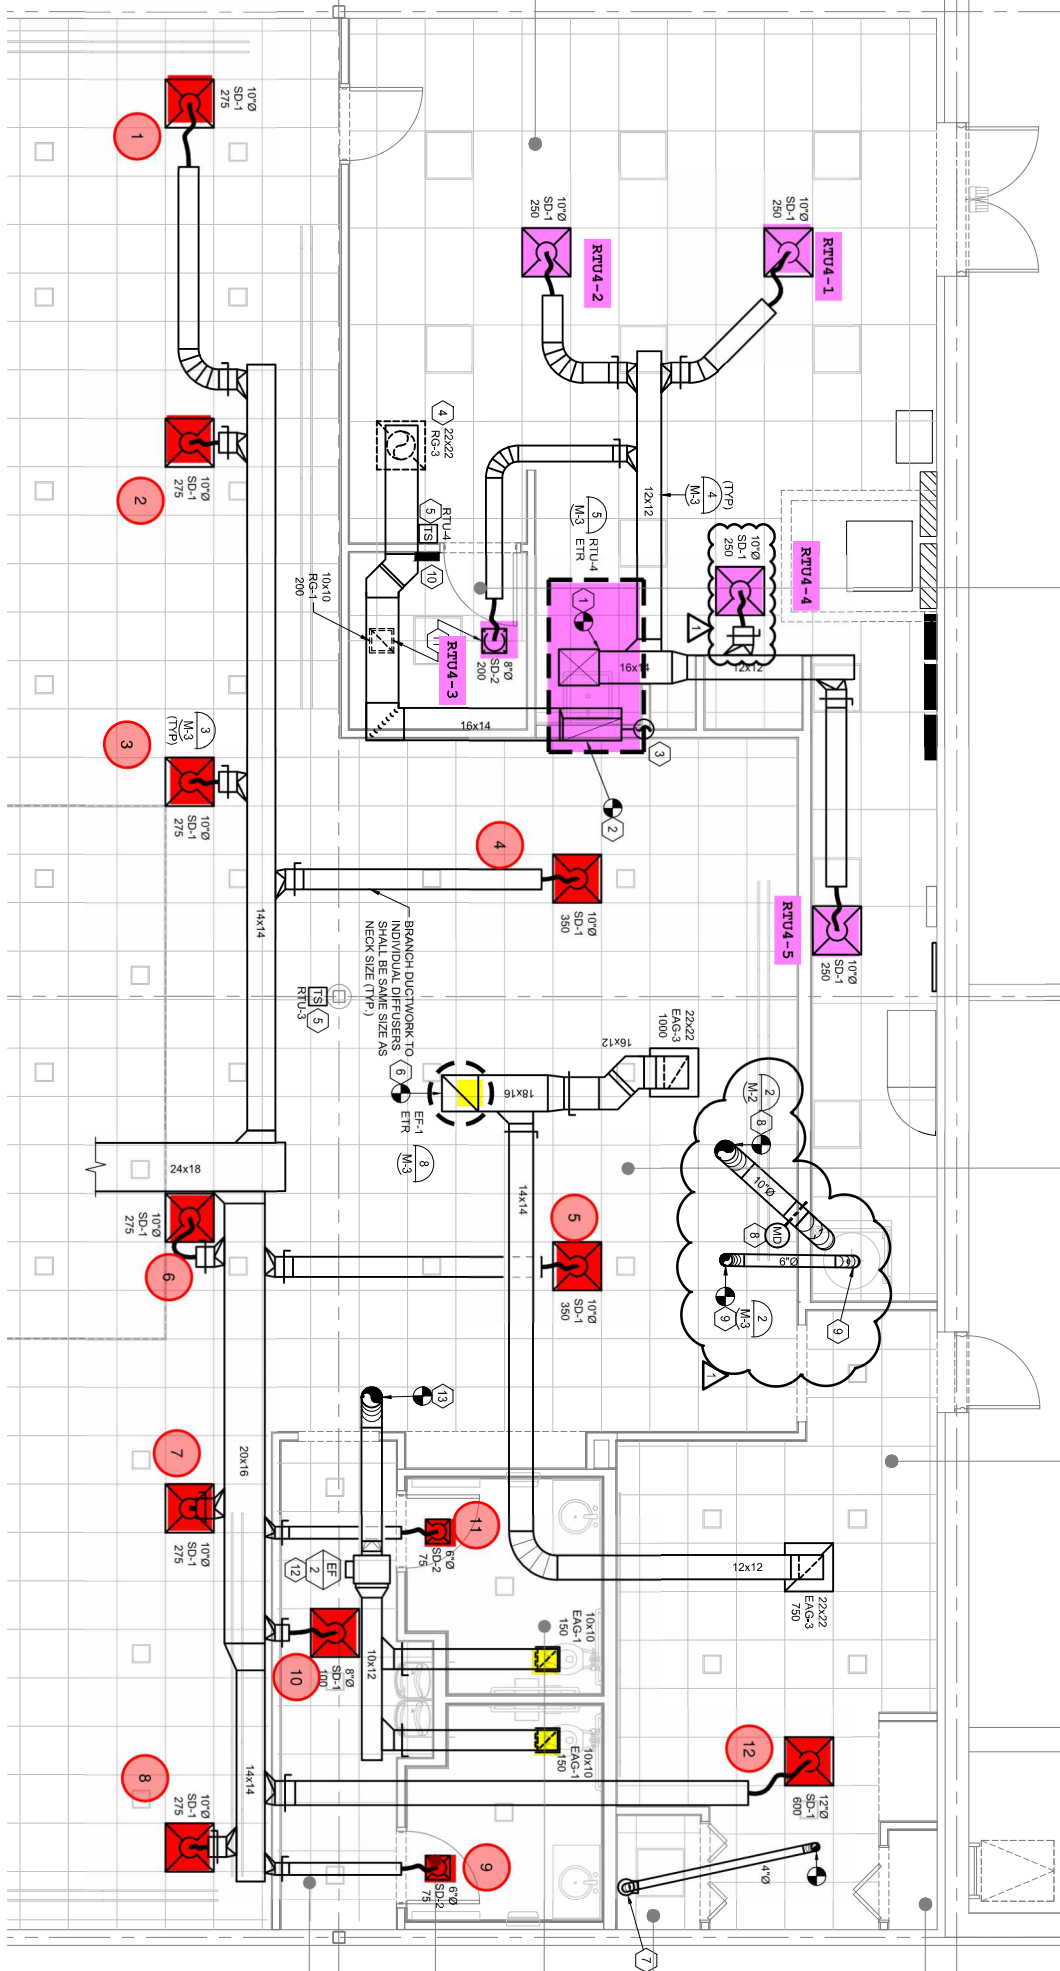 10"Ø
SD-1
275
1
10"Ø
SD-1
250
RTU4-2
10"Ø
SD-1
250
RTU4-1
10"Ø
SD-1
275
2
4
22x22
RG-3
RTU-4
5
TS
10
10x10
RG-1
200
RTU4-3
8"Ø
SD-2
200
4
M-3
(TYP)
12x12
5
M-3
RTU-4
ETR
1
16x14
10"Ø
SD-1
250
RTU4-4
1
12x12
16x14
3
2
3
3
M-3
(TYP)
10"Ø
SD-1
275
4
10"Ø
SD-1
350
RTU4-5
10"Ø
SD-1
250
14x14
BRANCH DUCTWORK TO
INDIVIDUAL DIFFUSERS
SHALL BE SAME SIZE AS
NECK SIZE (TYP.)
TS
RTU-3
5
22x22
EAG-3
1000
16x12
18x16
6
EF-1
ETR
8
M-3
2
M-2
8
10"Ø
MD
8
6"Ø
9
2
M-3
9
1
24x18
10"Ø
SD-1
275
6
14x14
5
10"Ø
SD-1
350
13
7
20x16
10"Ø
SD-1
275
11
6"Ø
SD-2
75
EF
2
12
12x12
22x22
EAG-3
750
10
8"Ø
SD-1
100
10x12
10x10
EAG-1
150
10x10
EAG-1
150
12
12"Ø
SD-1
600
8
14x14
10"Ø
SD-1
275
9
6"Ø
SD-2
75
4"Ø
7